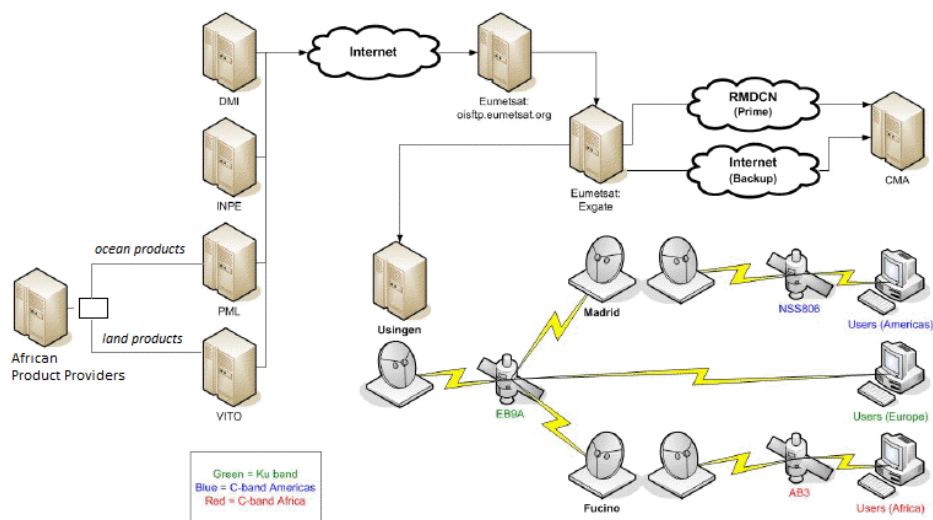 DMI
Internet
Eumetsat:
oisftp.eumetsat.org
RMDCN
(Prime)
Internet
(Backup)
CMA
Eumetsat:
Exgate
INPE
ocean products
PML
African
Product Providers
land products
VITO
Usingen
Madrid
NSS806
Users (Americas)
EB9A
Users (Europe)
Fucino
AB3
Users (Africa)
Green = Ku band
Blue = C-band Americas
Red = C-band Africa